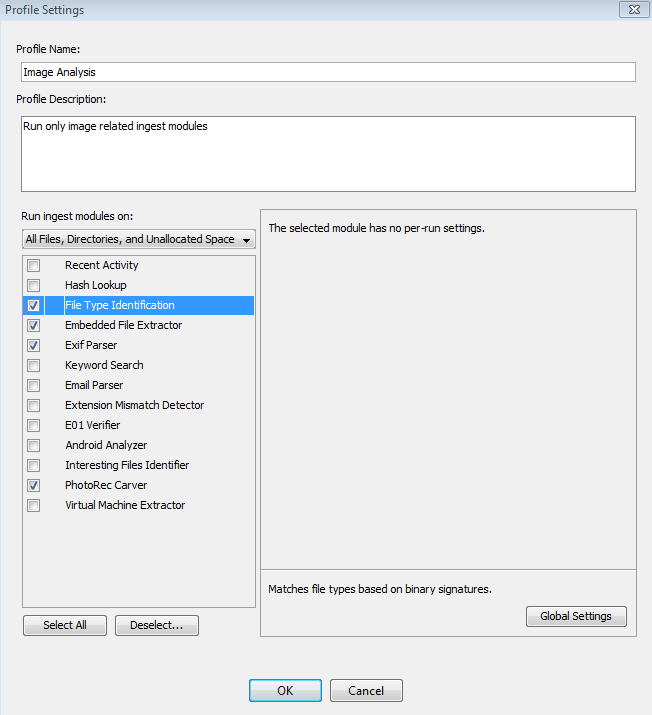 Profile Settings
Profile Name:
Image Analysis
Profile Description:
Run only image related ingest modules
Run ingest modules on:
All Files, Directories, and Unallocated Space
Recent Activity
Hash Lookup
File Type Identification
Embedded File Extractor
Exif Parser
Keyword Search
Email Parser
Extension Mismatch Detector
E01 Verifier
Android Analyzer
Interesting Files Identifier
PhotoRec Carver
Virtual Machine Extractor
Select All
Deselect...
The selected module has no per-run settings.
Matches file types based on binary signatures.
Global Settings
OK
Cancel